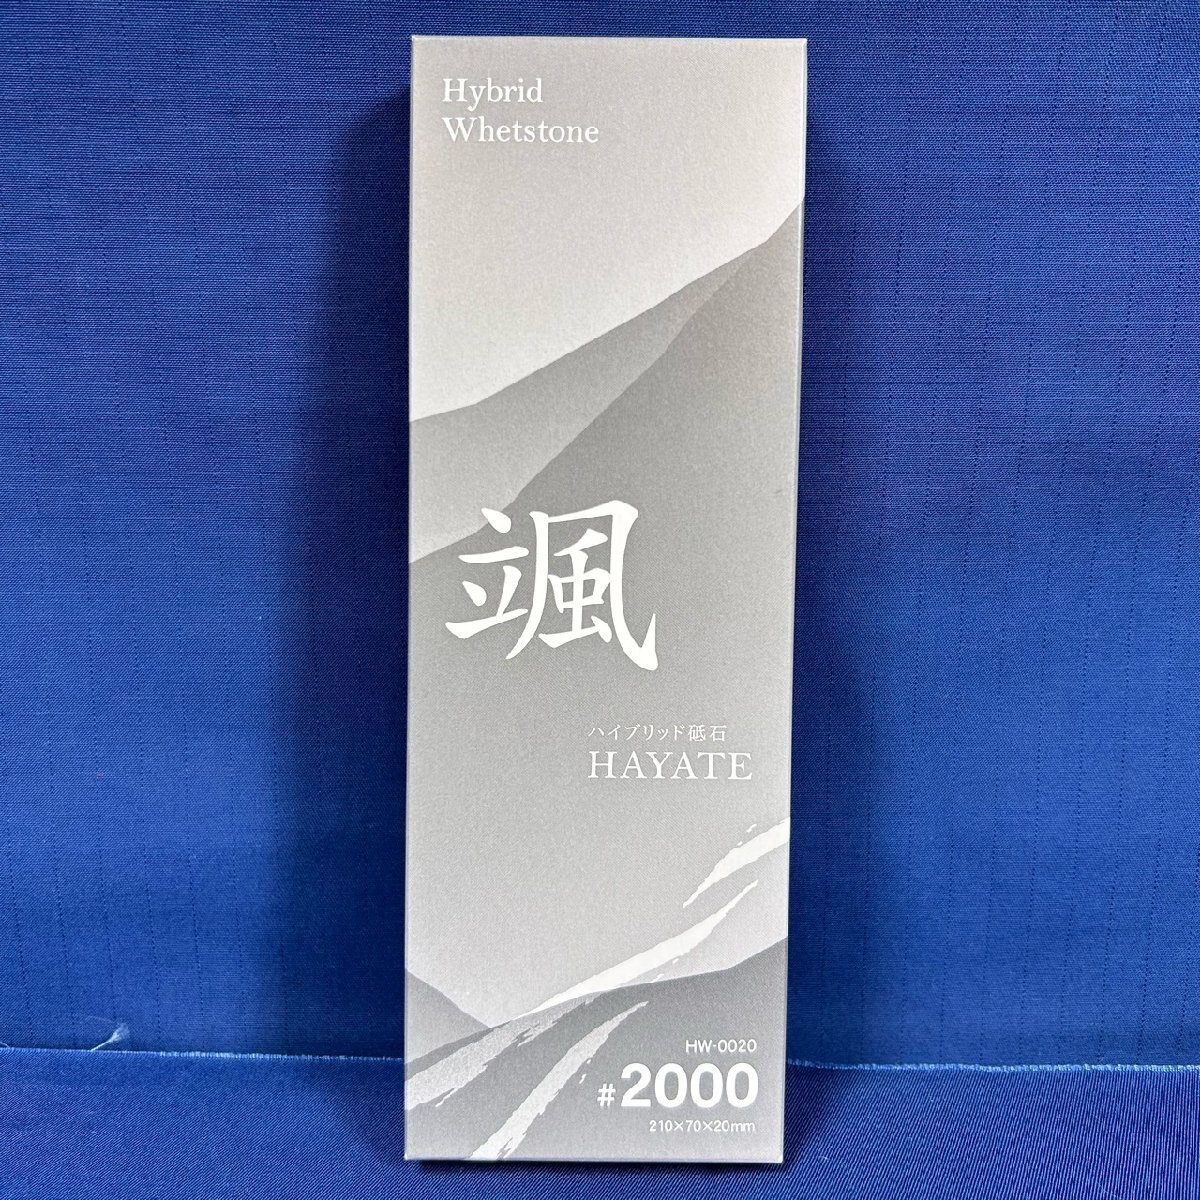 Hybrid
Whetstone
颯
ハイブリッド砥石
HAYATE
HW-0020
#2000
210×70×20mm